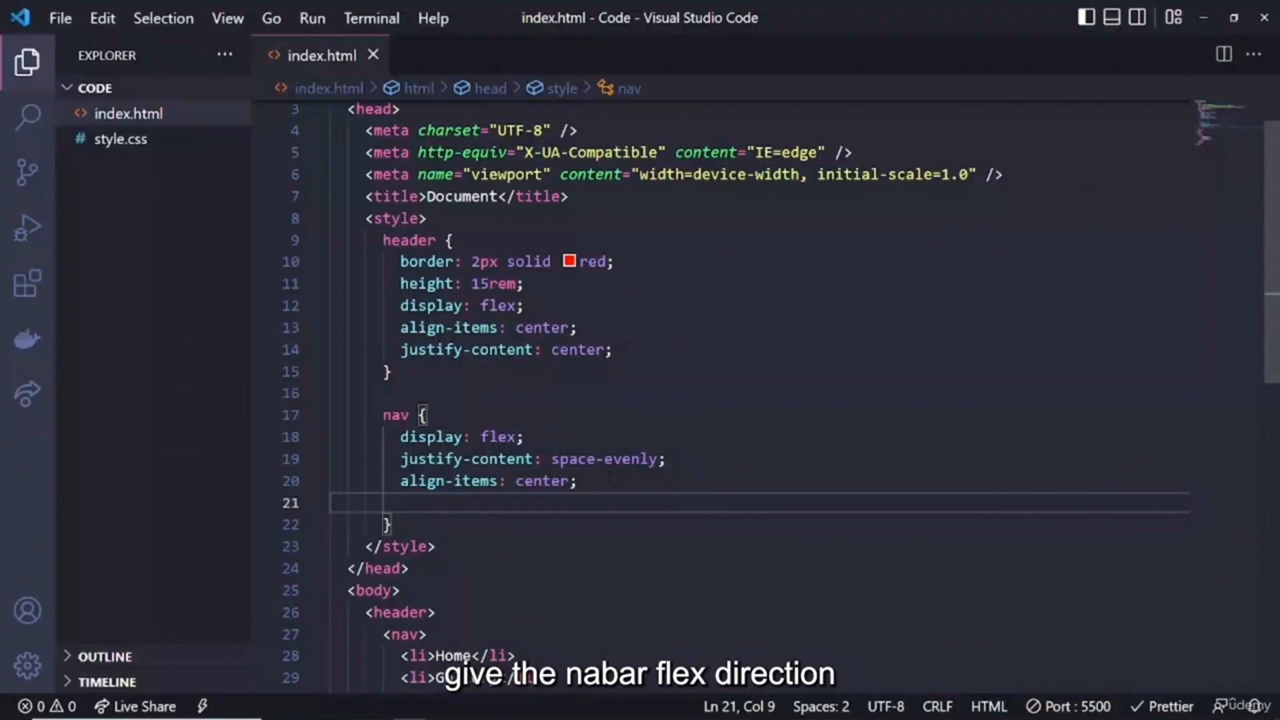 File Edit Selection View Go Run Terminal Help index.html - Code - Visual Studio Code
EXPLORER ... index.html
CODE
index.html
style.css
OUTLINE
TIMELINE
index.html > html > head > style > nav
3 <head>
4 <meta charset="UTF-8" />
5 <meta http-equiv="X-UA-Compatible" content="IE=edge" />
6 <meta name="viewport" content="width=device-width, initial-scale=1.0" />
7 <title>Document</title>
8 <style>
9 header {
10 border: 2px solid red;
11 height: 15rem;
12 display: flex;
13 align-items: center;
14 justify-content: center;
15 }
16
17 nav {
18 display: flex;
19 justify-content: space-evenly;
20 align-items: center;
21
22 }
23 </style>
24 </head>
25 <body>
26 <header>
27 <nav>
28 <li>Home</li>
29 <li>
give the nabar flex direction
0 0 Live Share Ln 21, Col 9 Spaces: 2 UTF-8 CRLF HTML Port : 5500 Prettier
Udemy